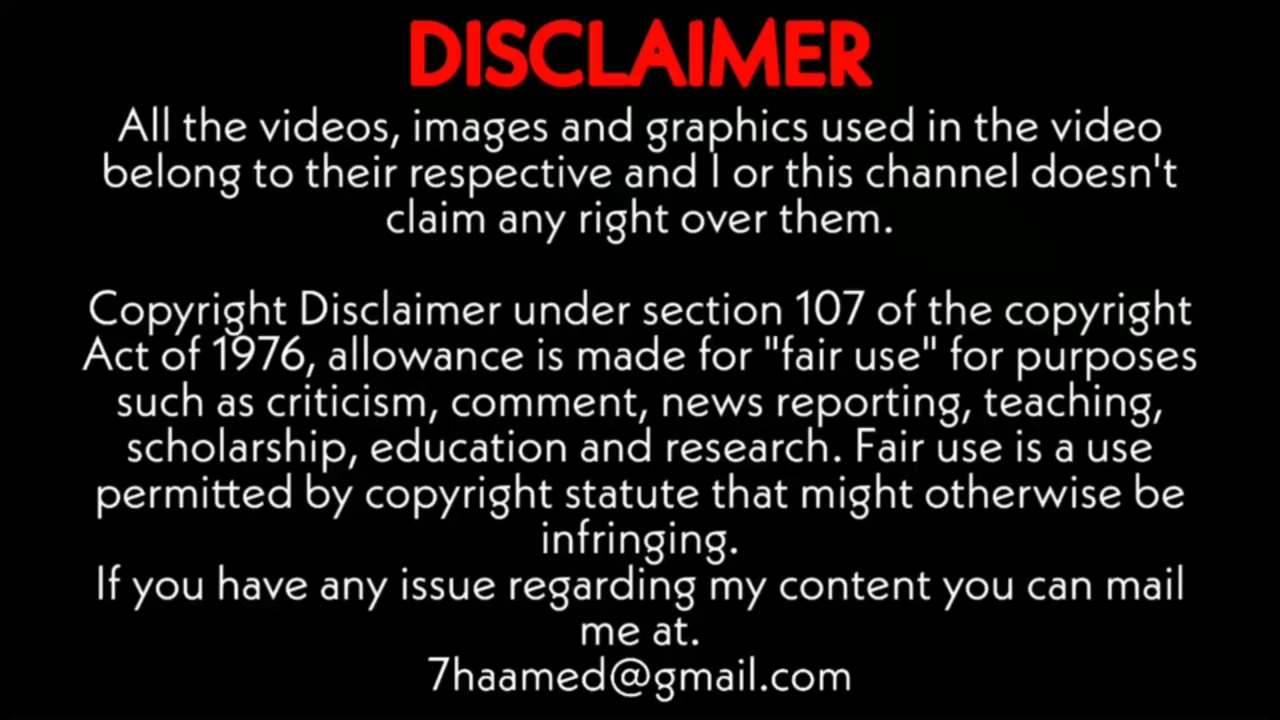 DISCLAIMER
All the videos, images and graphics used in the video
belong to their respective and I or this channel doesn't
claim any right over them.
Copyright Disclaimer under section 107 of the copyright
Act of 1976, allowance is made for "fair use" for purposes
such as criticism, comment, news reporting, teaching,
scholarship, education and research. Fair use is a use
permitted by copyright statute that might otherwise be
infringing.
If you have any issue regarding my content you can mail
me at.
7haamed@gmail.com